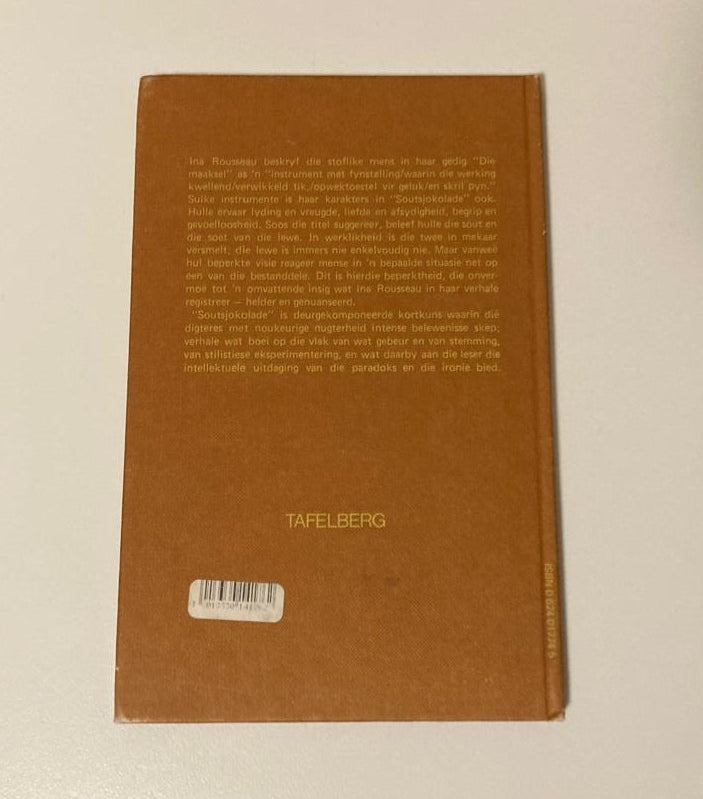 Ina Rousseau beskryf die stoflike mens in haar gedig "Die
maaksel" as 'n "instrument met fynstelling/waarin die werking
kwellend/verwikkeld tik,/opwektoestel vir geluk/en skril pyn."
Sulke instrumente is haar karakters in "Soutsjokolade" ook.
Hulle ervaar lyding en vreugde, liefde en afsydigheid, begrip en
gevoelloosheid. Soos die titel suggereer, beleef hulle die sout en
die soet van die lewe. In werklikheid is die twee in mekaar
versmelt; die lewe is immers nie enkelvoudig nie. Maar vanweë
hul beperkte visie reageer mense in 'n bepaalde situasie net op
een van die bestanddele. Dit is hierdie beperktheid, die onver-
moë tot 'n omvattende insig wat Ina Rousseau in haar verhale
registreer — helder en genuanseerd.
"Soutsjokolade" is deurgekomponeerde kortkuns waarin dié
digteres met noukeurige nugterheid intense belewenisse skep;
verhale wat boei op die vlak van wat gebeur en van stemming,
van stilistiese eksperimentering, en wat daarby aan die leser die
intellektuele uitdaging van die paradoks en die ironie bied.
TAFELBERG
ISBN 0 624 01774 5